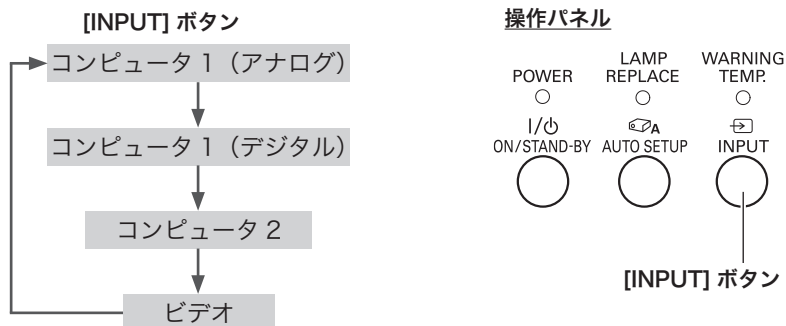 [INPUT] ボタン
コンピュータ 1（アナログ）
コンピュータ 1（デジタル）
コンピュータ 2
ビデオ
操作パネル
POWER
LAMP
REPLACE
WARNING
TEMP.
I/⏻
ON/STAND-BY
A
AUTO SETUP
INPUT
[INPUT] ボタン